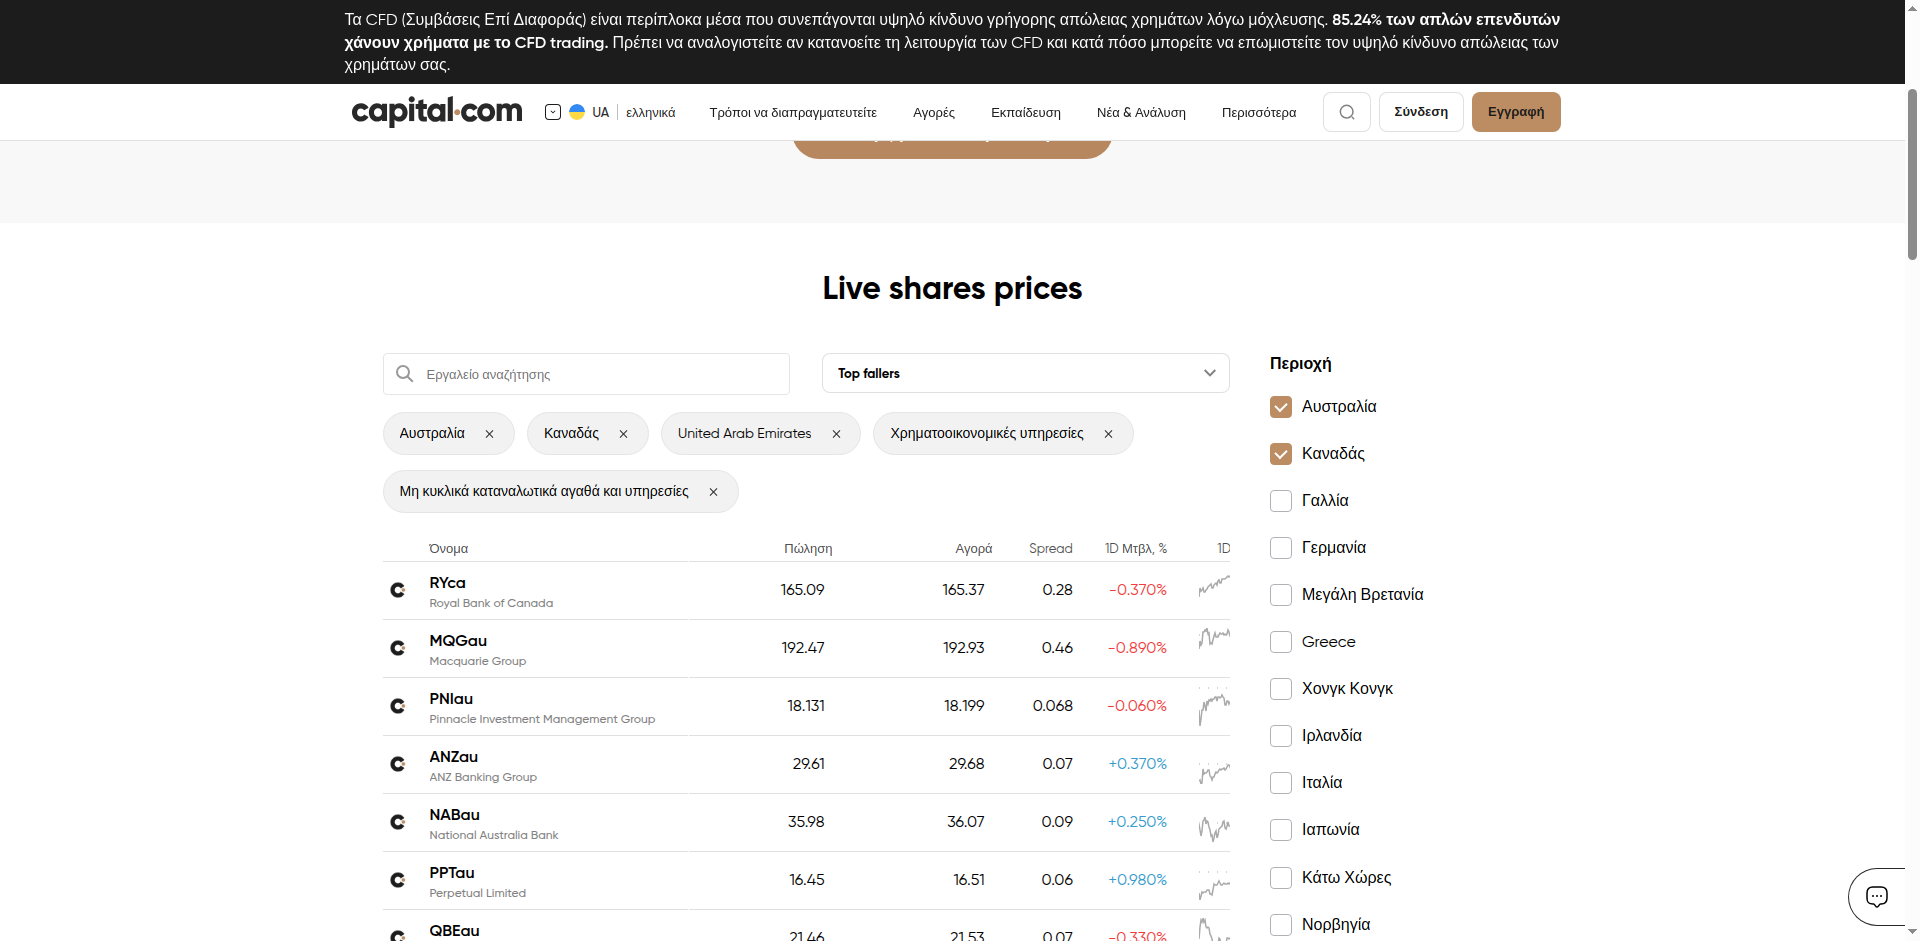 Τα CFD (Συμβάσεις Επί Διαφοράς) είναι περίπλοκα μέσα που συνεπάγονται υψηλό κίνδυνο γρήγορης απώλειας χρημάτων λόγω μόχλευσης. 85.24% των απλών επενδυτών
χάνουν χρήματα με το CFD trading. Πρέπει να αναλογιστείτε αν κατανοείτε τη λειτουργία των CFD και κατά πόσο μπορείτε να επωμιστείτε τον υψηλό κίνδυνο απώλειας των
χρημάτων σας.
capital.com UA ελληνικά Τρόποι να διαπραγματευτείτε Αγορές Εκπαίδευση Νέα & Ανάλυση Περισσότερα Σύνδεση Εγγραφή
Live shares prices
Εργαλείο αναζήτησης
Top fallers
Αυστραλία Καναδάς United Arab Emirates Χρηματοοικονομικές υπηρεσίες
Μη κυκλικά καταναλωτικά αγαθά και υπηρεσίες
Όνομα Πώληση Αγορά Spread 1D Μτβλ, % 1D
RYca 165.09 165.37 0.28 -0.370%
Royal Bank of Canada
MQGau 192.47 192.93 0.46 -0.890%
Macquarie Group
PNIau 18.131 18.199 0.068 -0.060%
Pinnacle Investment Management Group
ANZau 29.61 29.68 0.07 +0.370%
ANZ Banking Group
NABau 35.98 36.07 0.09 +0.250%
National Australia Bank
PPTau 16.45 16.51 0.06 +0.980%
Perpetual Limited
QBEau 21.46 21.53 0.07 -0.330%
Περιοχή
Αυστραλία
Καναδάς
Γαλλία
Γερμανία
Μεγάλη Βρετανία
Greece
Χονγκ Κονγκ
Ιρλανδία
Ιταλία
Ιαπωνία
Κάτω Χώρες
Νορβηγία